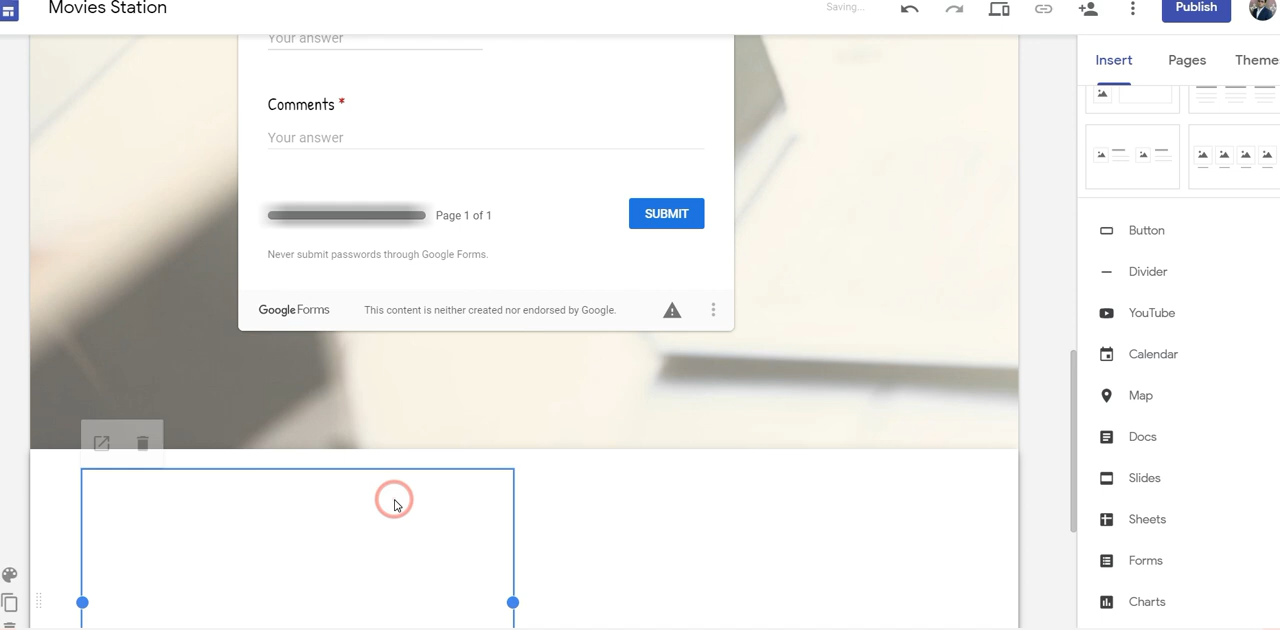 Movies Station
Saving...
Publish
Insert
Pages
Theme
Your answer
Comments *
Your answer
Page 1 of 1
SUBMIT
Never submit passwords through Google Forms.
Google Forms
This content is neither created nor endorsed by Google.
Button
Divider
YouTube
Calendar
Map
Docs
Slides
Sheets
Forms
Charts